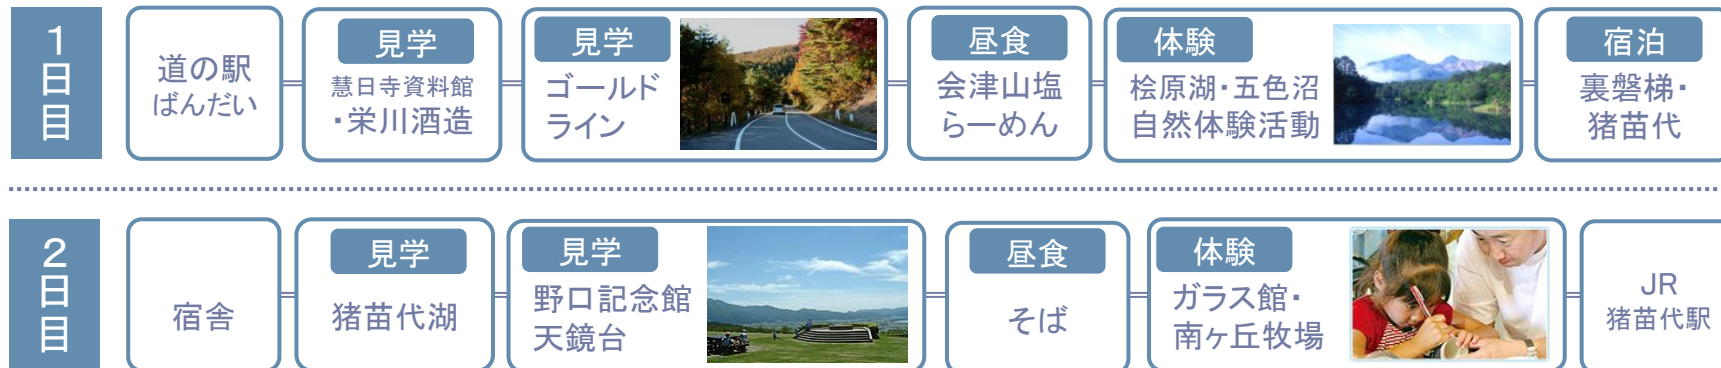 1日目
道の駅
ばんだい
見学
慧日寺資料館
・栄川酒造
見学
ゴールド
ライン
昼食
会津山塩
らーめん
体験
桧原湖・五色沼
自然体験活動
宿泊
裏磐梯・
猪苗代
2日目
宿舎
見学
猪苗代湖
見学
野口記念館
天鏡台
昼食
そば
体験
ガラス館・
南ヶ丘牧場
JR
猪苗代駅